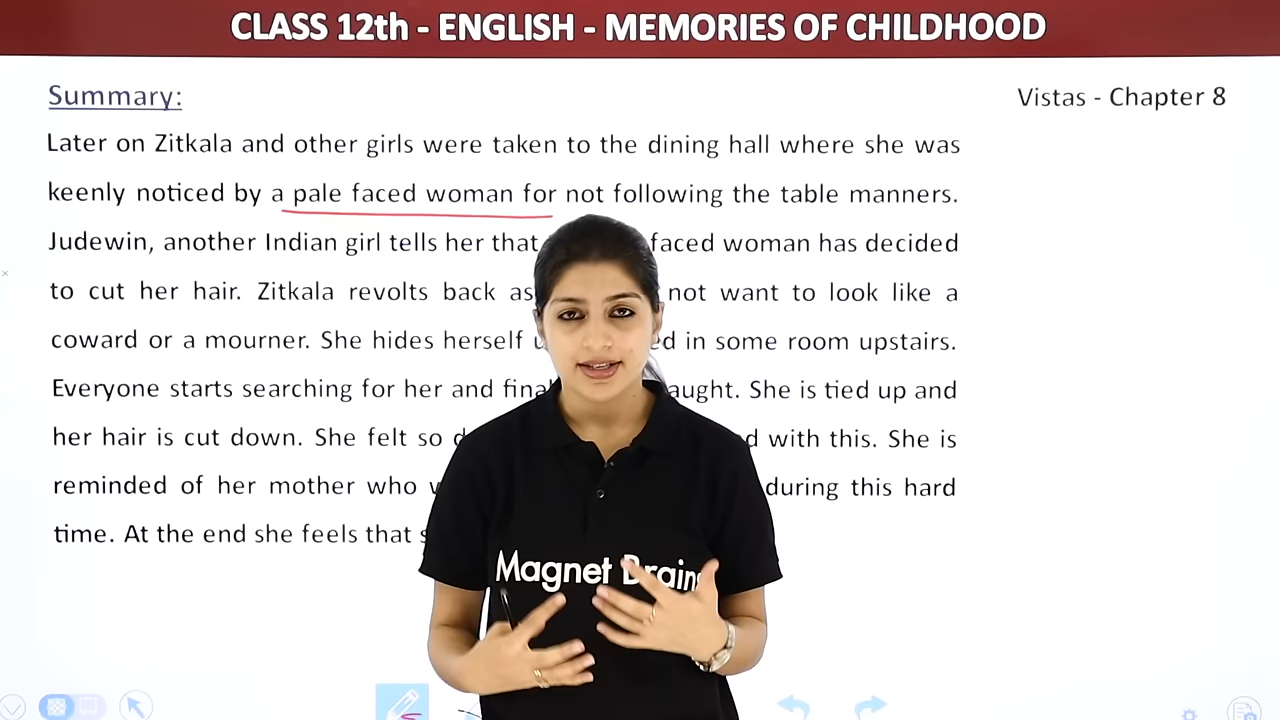 CLASS 12th - ENGLISH - MEMORIES OF CHILDHOOD
Summary:
Vistas - Chapter 8
Later on Zitkala and other girls were taken to the dining hall where she was
keenly noticed by a pale faced woman for not following the table manners.
Judewin, another Indian girl tells her that faced woman has decided
to cut her hair. Zitkala revolts back as not want to look like a
coward or a mourner. She hides herself in some room upstairs.
Everyone starts searching for her and She is tied up and
her hair is cut down. She felt so with this. She is
reminded of her mother who during this hard
time. At the end she feels that
Magnet Brains